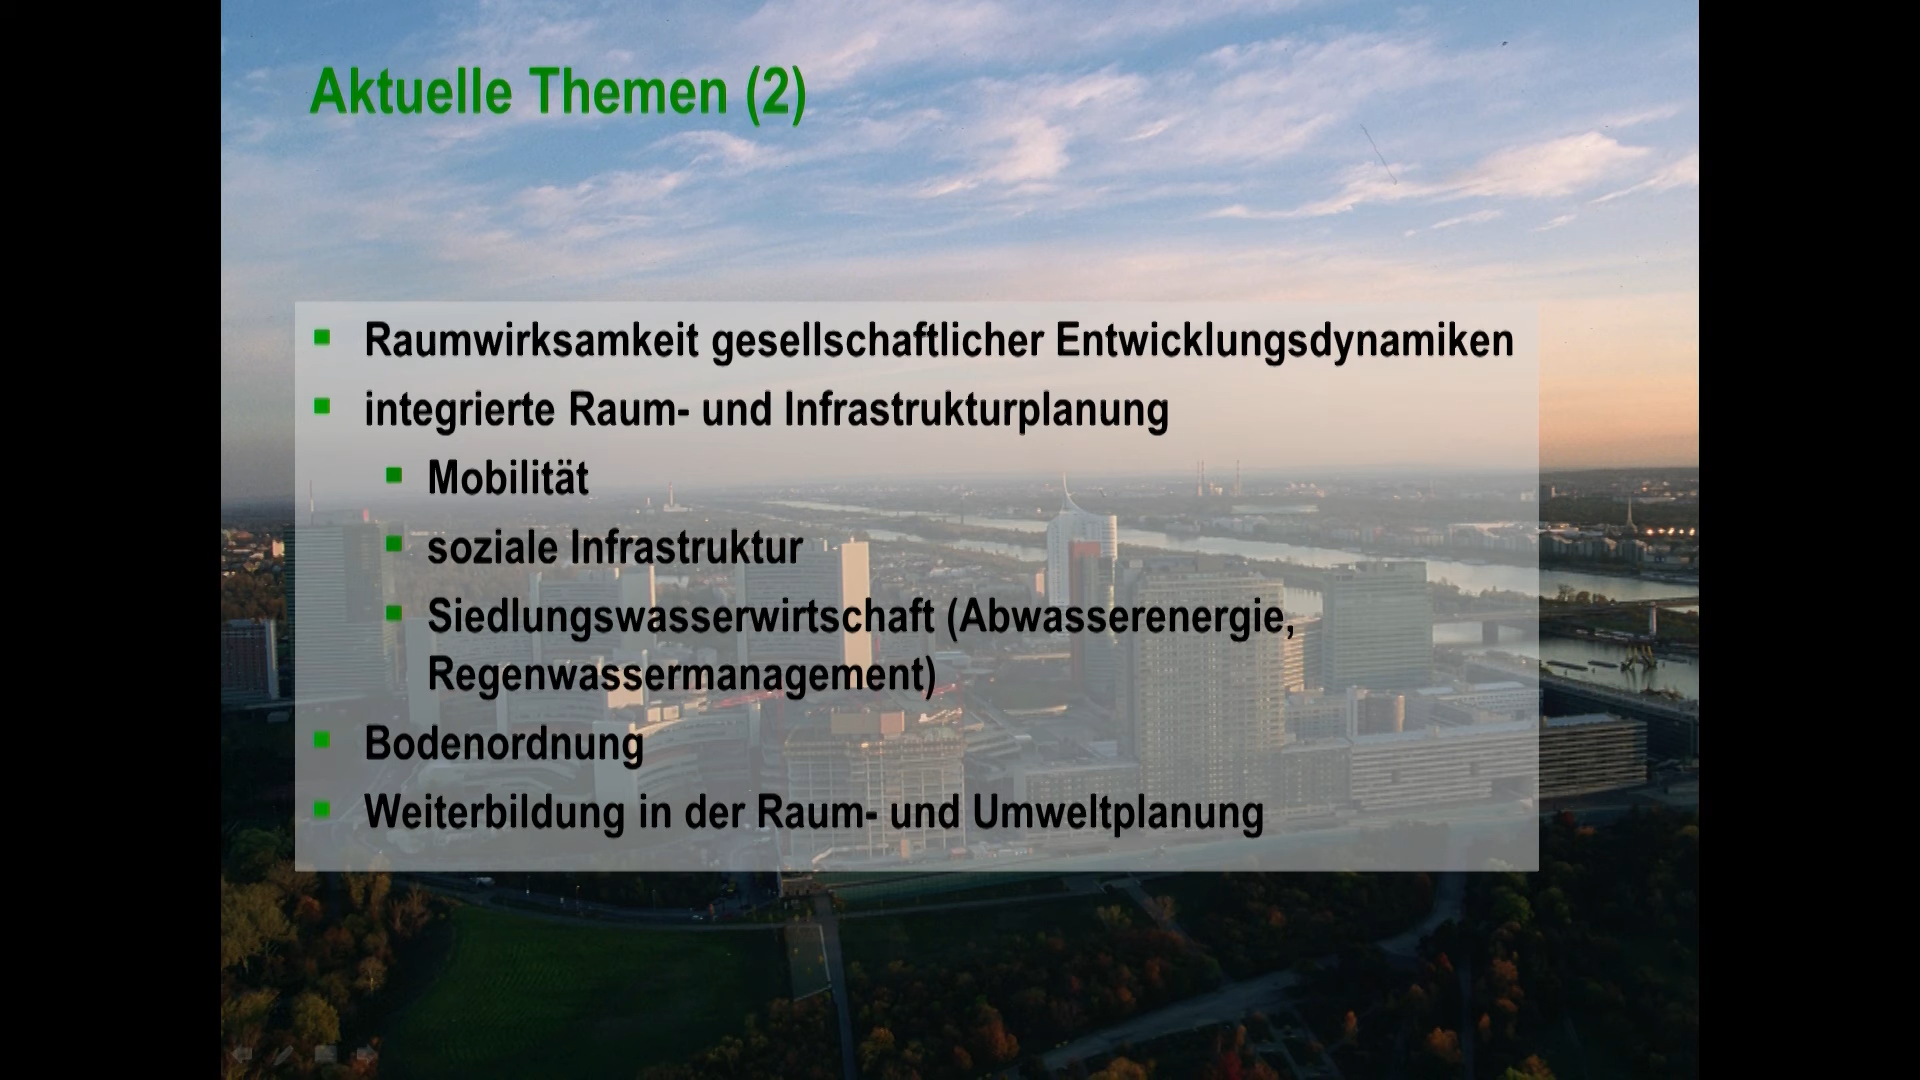 Aktuelle Themen (2)
Raumwirksamkeit gesellschaftlicher Entwicklungsdynamiken
integrierte Raum- und Infrastrukturplanung
Mobilität
soziale Infrastruktur
Siedlungswasserwirtschaft (Abwasserenergie,
Regenwassermanagement)
Bodenordnung
Weiterbildung in der Raum- und Umweltplanung